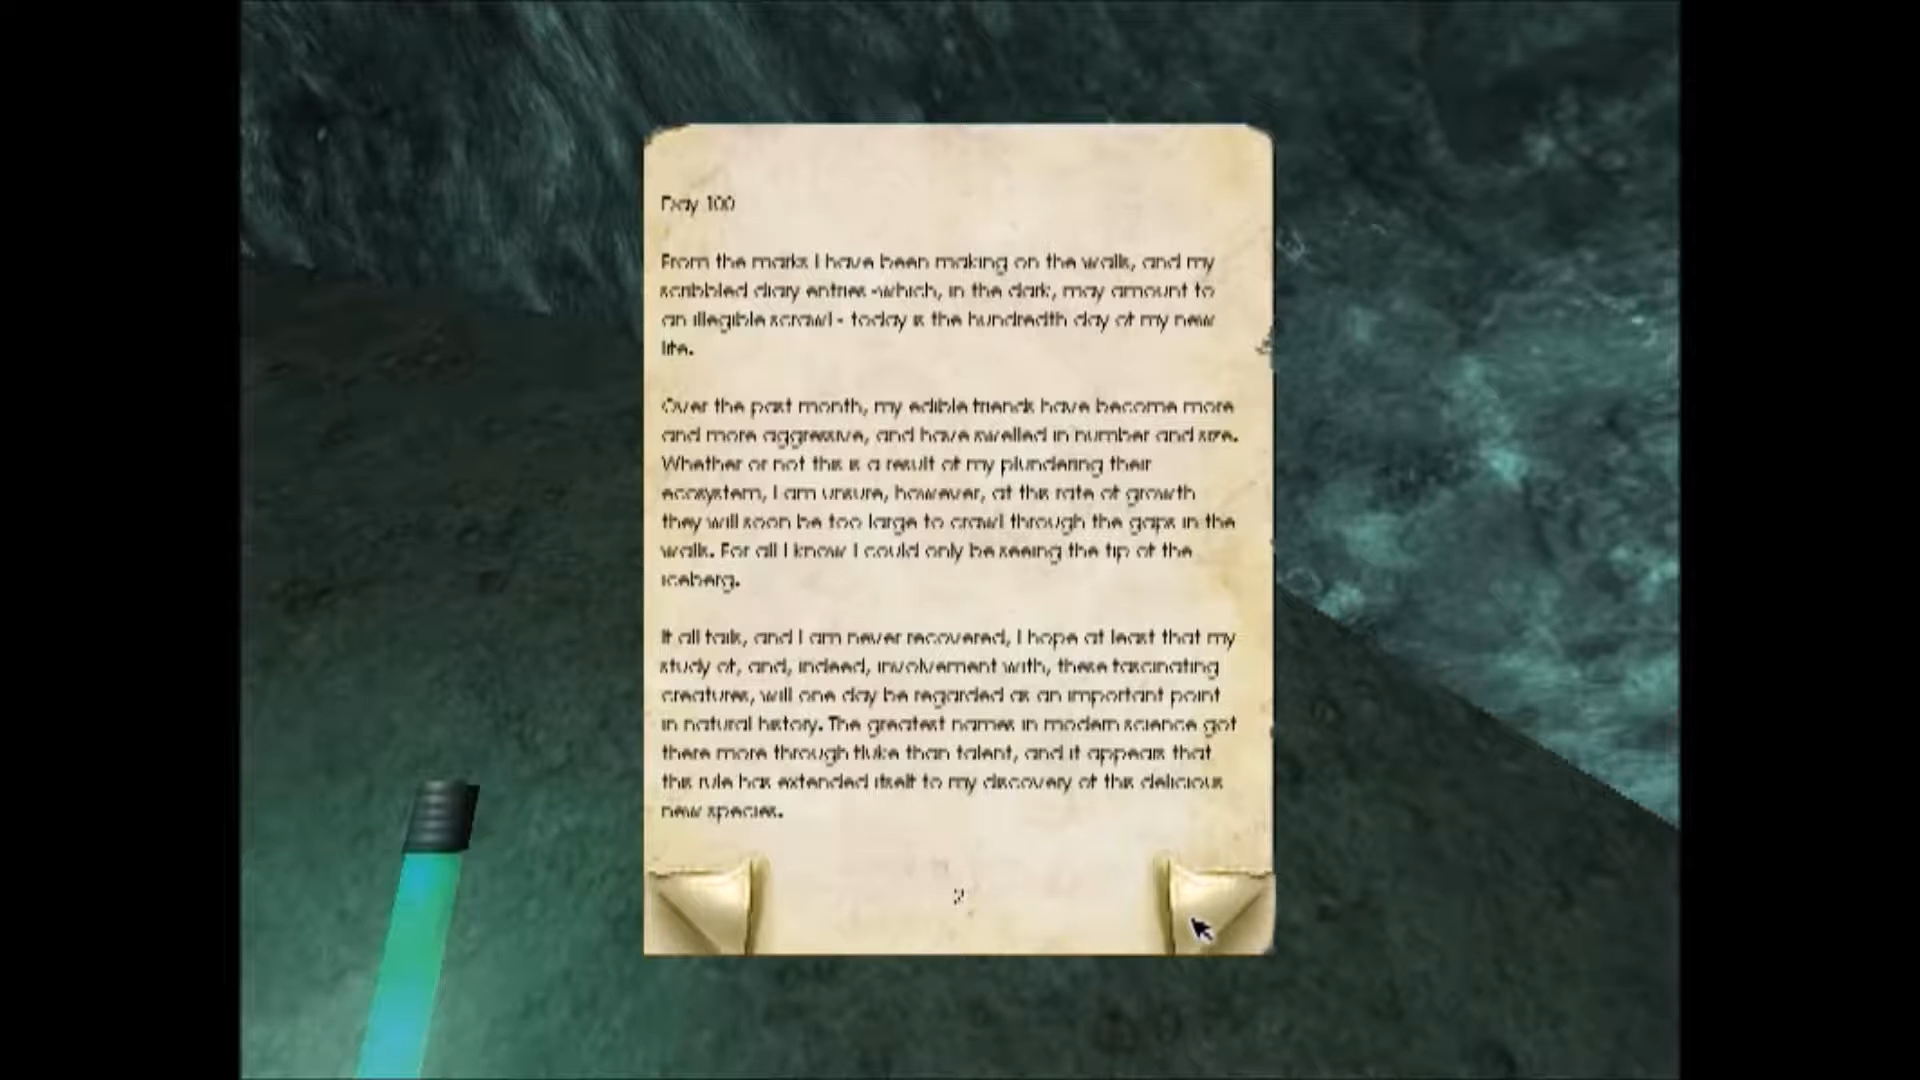 Day 100
From the marks I have been making on the walls, and my
scribbled diary entries -which, in the dark, may amount to
an illegible scrawl - today is the hundredth day of my new
life.
Over the past month, my edible friends have become more
and more aggressive, and have swelled in number and size.
Whether or not this is a result of my plundering their
ecosystem, I am unsure, however, at this rate of growth
they will soon be too large to crawl through the gaps in the
walls. For all I know I could only be seeing the tip of the
iceberg.
If all fails, and I am never recovered, I hope at least that my
study of, and, indeed, involvement with, these fascinating
creatures, will one day be regarded as an important point
in natural history. The greatest names in modern science got
there more through fluke than talent, and it appears that
this rule has extended itself to my discovery of this delicious
new species.
2